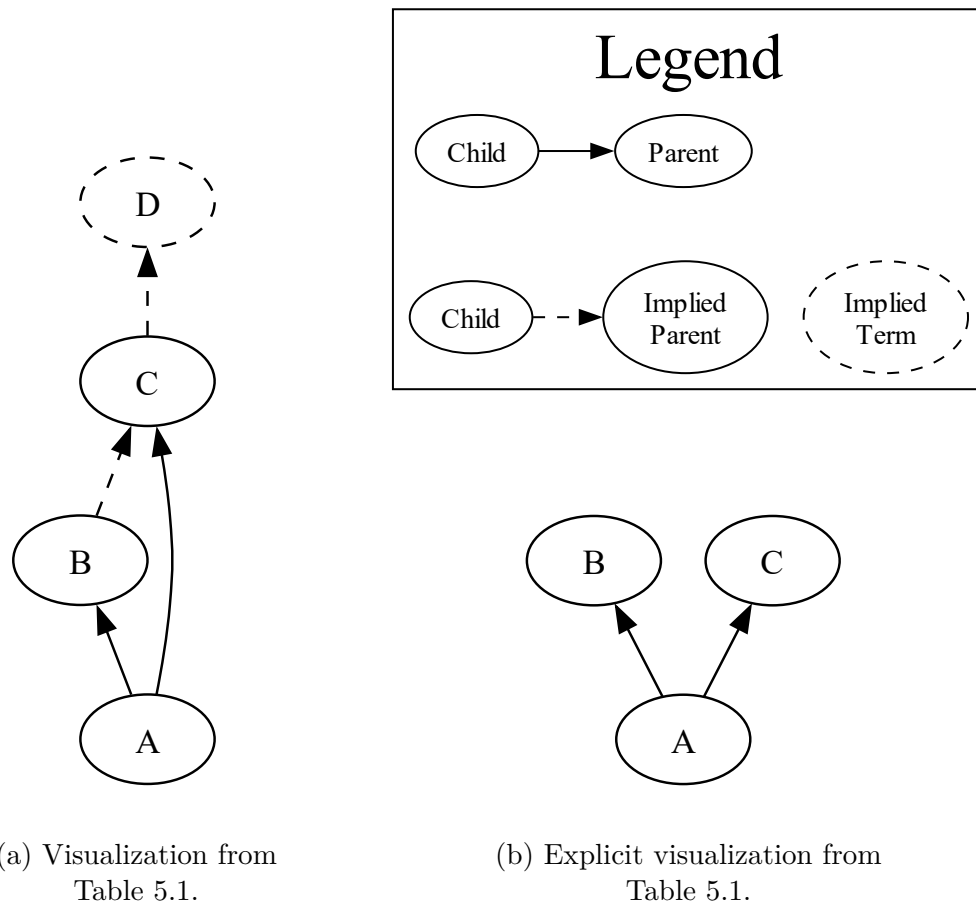 Legend
Child
Parent
Child
Implied
Parent
Implied
Term
D
C
B
A
B
C
A
a) Visualization from
Table 5.1.
(b) Explicit visualization from
Table 5.1.